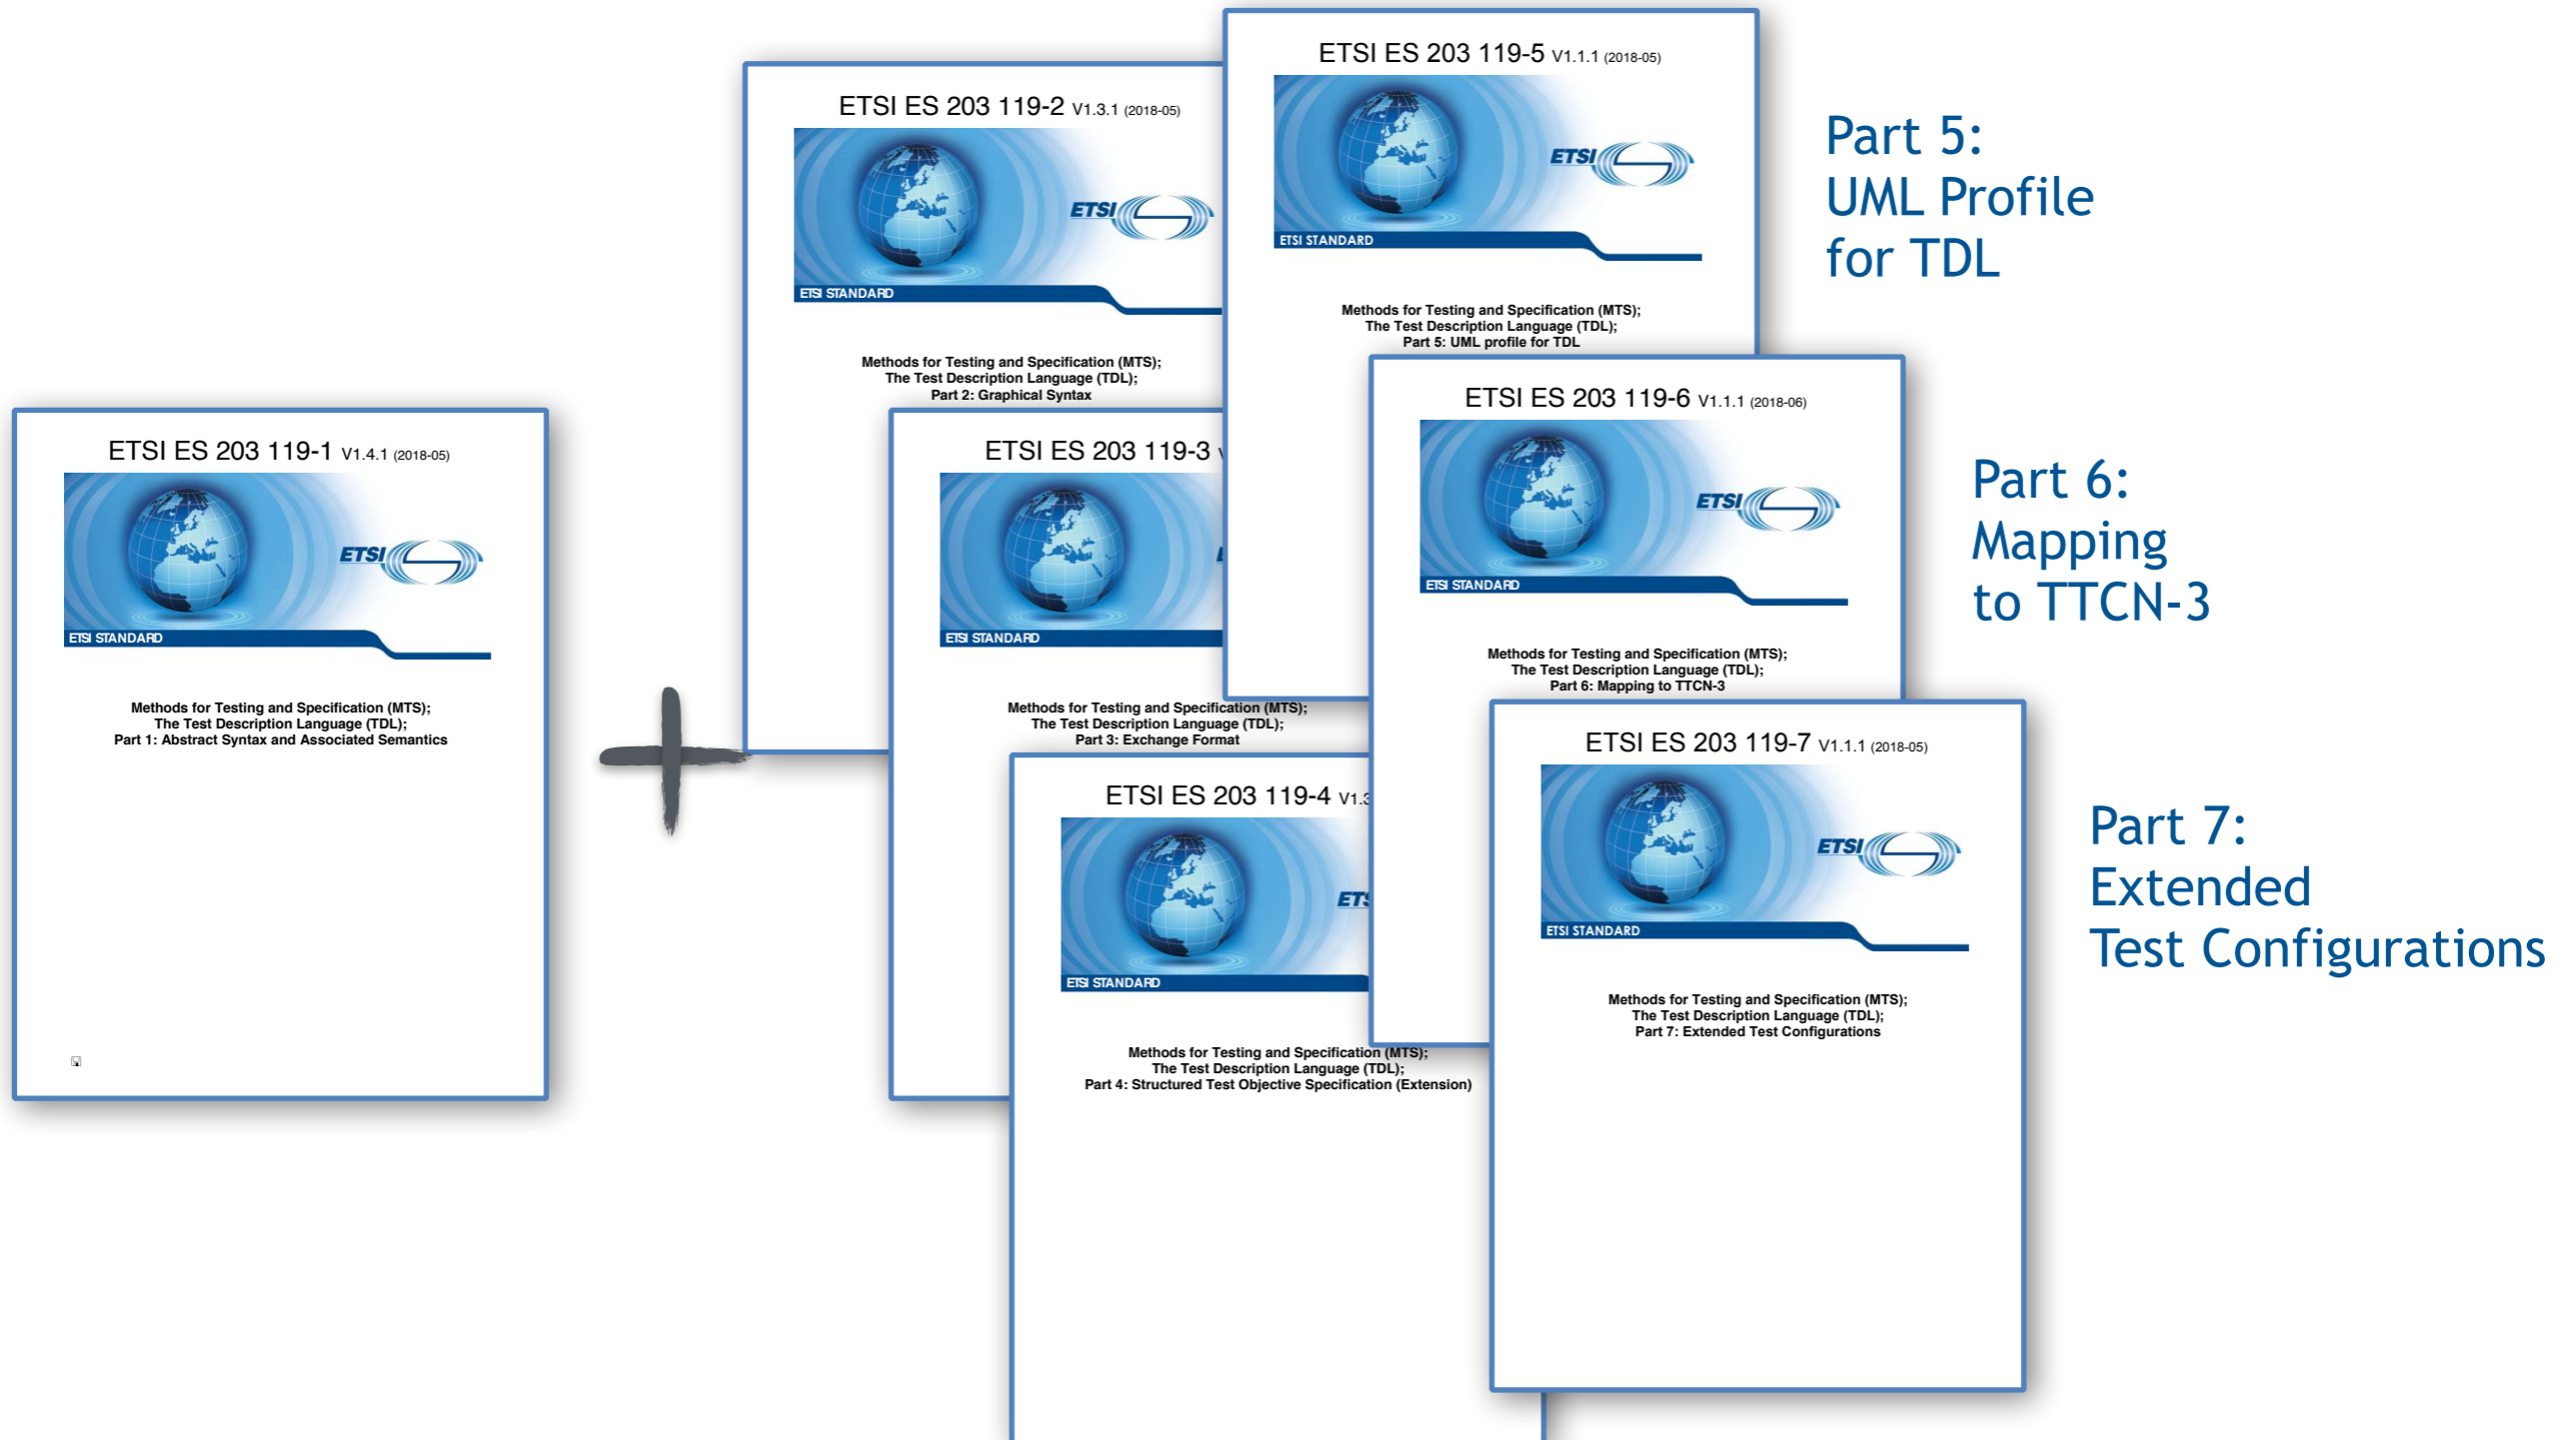 ETSI ES 203 119-1 V1.4.1 (2018-05)
ETSI
ETSI STANDARD
Methods for Testing and Specification (MTS);
The Test Description Language (TDL);
Part 1: Abstract Syntax and Associated Semantics
ETSI ES 203 119-2 V1.3.1 (2018-05)
ETSI
ETSI STANDARD
Methods for Testing and Specification (MTS);
The Test Description Language (TDL);
Part 2: Graphical Syntax
ETSI ES 203 119-3
ETSI STANDARD
Methods for Testing and Specification (MTS);
The Test Description Language (TDL);
Part 3: Exchange Format
ETSI ES 203 119-4
ETSI STANDARD
Methods for Testing and Specification (MTS);
The Test Description Language (TDL);
Part 4: Structured Test Objective Specification (Extension)
ETSI ES 203 119-5 V1.1.1 (2018-05)
ETSI
ETSI STANDARD
Methods for Testing and Specification (MTS);
The Test Description Language (TDL);
Part 5: UML profile for TDL
ETSI ES 203 119-6 V1.1.1 (2018-06)
ETSI
ETSI STANDARD
Methods for Testing and Specification (MTS);
The Test Description Language (TDL);
Part 6: Mapping to TTCN-3
ETSI ES 203 119-7 V1.1.1 (2018-05)
ETSI
ETSI STANDARD
Methods for Testing and Specification (MTS);
The Test Description Language (TDL);
Part 7: Extended Test Configurations
Part 5:
UML Profile
for TDL
Part 6:
Mapping
to TTCN-3
Part 7:
Extended
Test Configurations